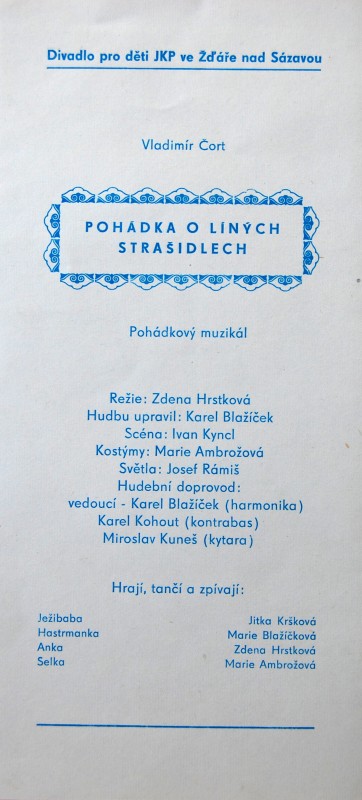 Divadlo pro děti JKP ve Žďáře nad Sázavou
Vladimír Čort
POHÁDKA O LÍNÝCH
STRAŠIDLECH
Pohádkový muzikál
Režie: Zdena Hrstková
Hudbu upravil: Karel Blažíček
Scéna: Ivan Kyncl
Kostýmy: Marie Ambrožová
Světla: Josef Rámiš
Hudební doprovod:
vedoucí - Karel Blažíček (harmonika)
Karel Kohout (kontrabas)
Miroslav Kuneš (kytara)
Hrají, tančí a zpívají:
Ježibaba Jitka Kršková
Hastrmanka Marie Blažíčková
Anka Zdena Hrstková
Selka Marie Ambrožová